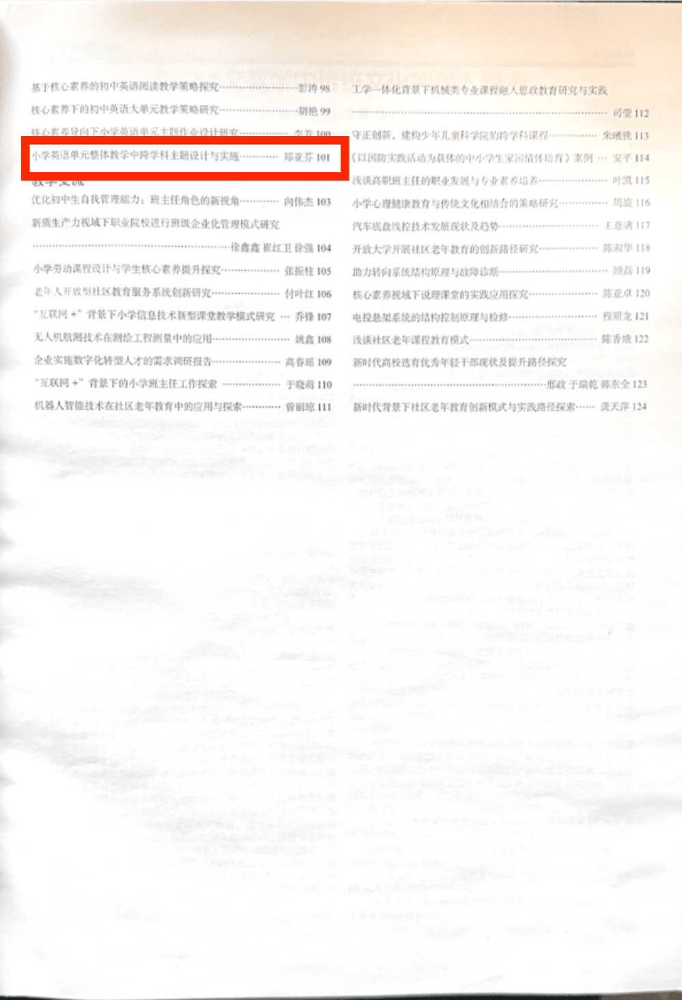 基于核心素养的初中英语阅读教学策略探究 …………… 彭涛 98
核心素养下的初中英语大单元教学策略研究 …………… 胡艳 99
核心素养导向下小学英语单元主题作业设计研究 ……… 李芳 100
小学英语单元整体教学中跨学科主题设计与实施 ……… 郑亚芬 101
教学交流
优化初中生自我管理能力：班主任角色的新视角 ……… 向伟杰 103
新质生产力视域下职业院校进行班级企业化管理模式研究
…………………………………… 徐鑫鑫 崔红卫 徐强 104
小学劳动课程设计与学生核心素养提升探究 …………… 张振柱 105
老年人开放型社区教育服务系统创新研究 ……………… 付叶红 106
“互联网 +”背景下小学信息技术新型课堂教学模式研究 … 乔锋 107
无人机航测技术在测绘工程测量中的应用 ……………… 姚鑫 108
企业实施数字化转型人才的需求调研报告 ……………… 高春瑶 109
“互联网 +”背景下的小学班主任工作探索 …………… 于晓萌 110
机器人智能技术在社区老年教育中的应用与探索 ……… 曾丽琼 111
工学一体化背景下机械类专业课程融入思政教育研究与实践
………………………………………………… 司莹 112
守正创新，建构少年儿童科学院的跨学科课程 ………… 朱曦铣 113
《以国防实践活动为载体的中小学生家国情怀培育》案例 … 安平 114
浅谈高职班主任的职业发展与专业素养培养 …………… 叶凯 115
小学心理健康教育与传统文化相结合的策略研究 ……… 周旋 116
汽车底盘线控技术发展现状及趋势 …………………… 王意满 117
开放大学开展社区老年教育的创新路径研究 …………… 陈淑华 118
助力转向系统结构原理与故障诊断 …………………… 顾磊 119
核心素养视域下说理课堂的实践应用探究 …………… 陈亚卓 120
电控悬架系统的结构控制原理与检修 ………………… 程顺龙 121
浅谈社区老年课程教育模式 …………………………… 陈香娥 122
新时代高校选育优秀年轻干部现状及提升路径探究
…………………………………… 邢政 于瑞乾 韩东全 123
新时代背景下社区老年教育创新模式与实践路径探索 …… 龚天萍 124